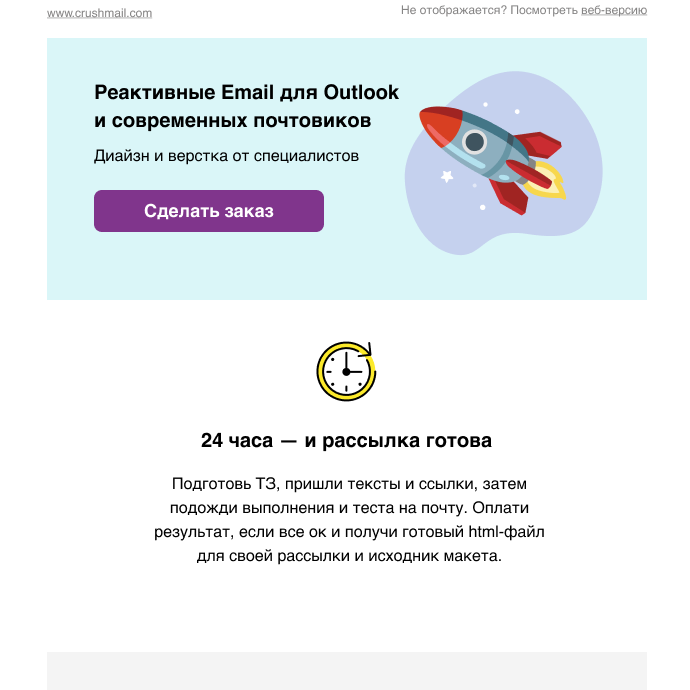 www.crushmail.com
Не отображается? Посмотреть веб-версию
Реактивные Email для Outlook
и современных почтовиков
Диайзн и верстка от специалистов
Сделать заказ
24 часа — и рассылка готова
Подготовь ТЗ, пришли тексты и ссылки, затем
подожди выполнения и теста на почту. Оплати
результат, если все ок и получи готовый html-файл
для своей рассылки и исходник макета.